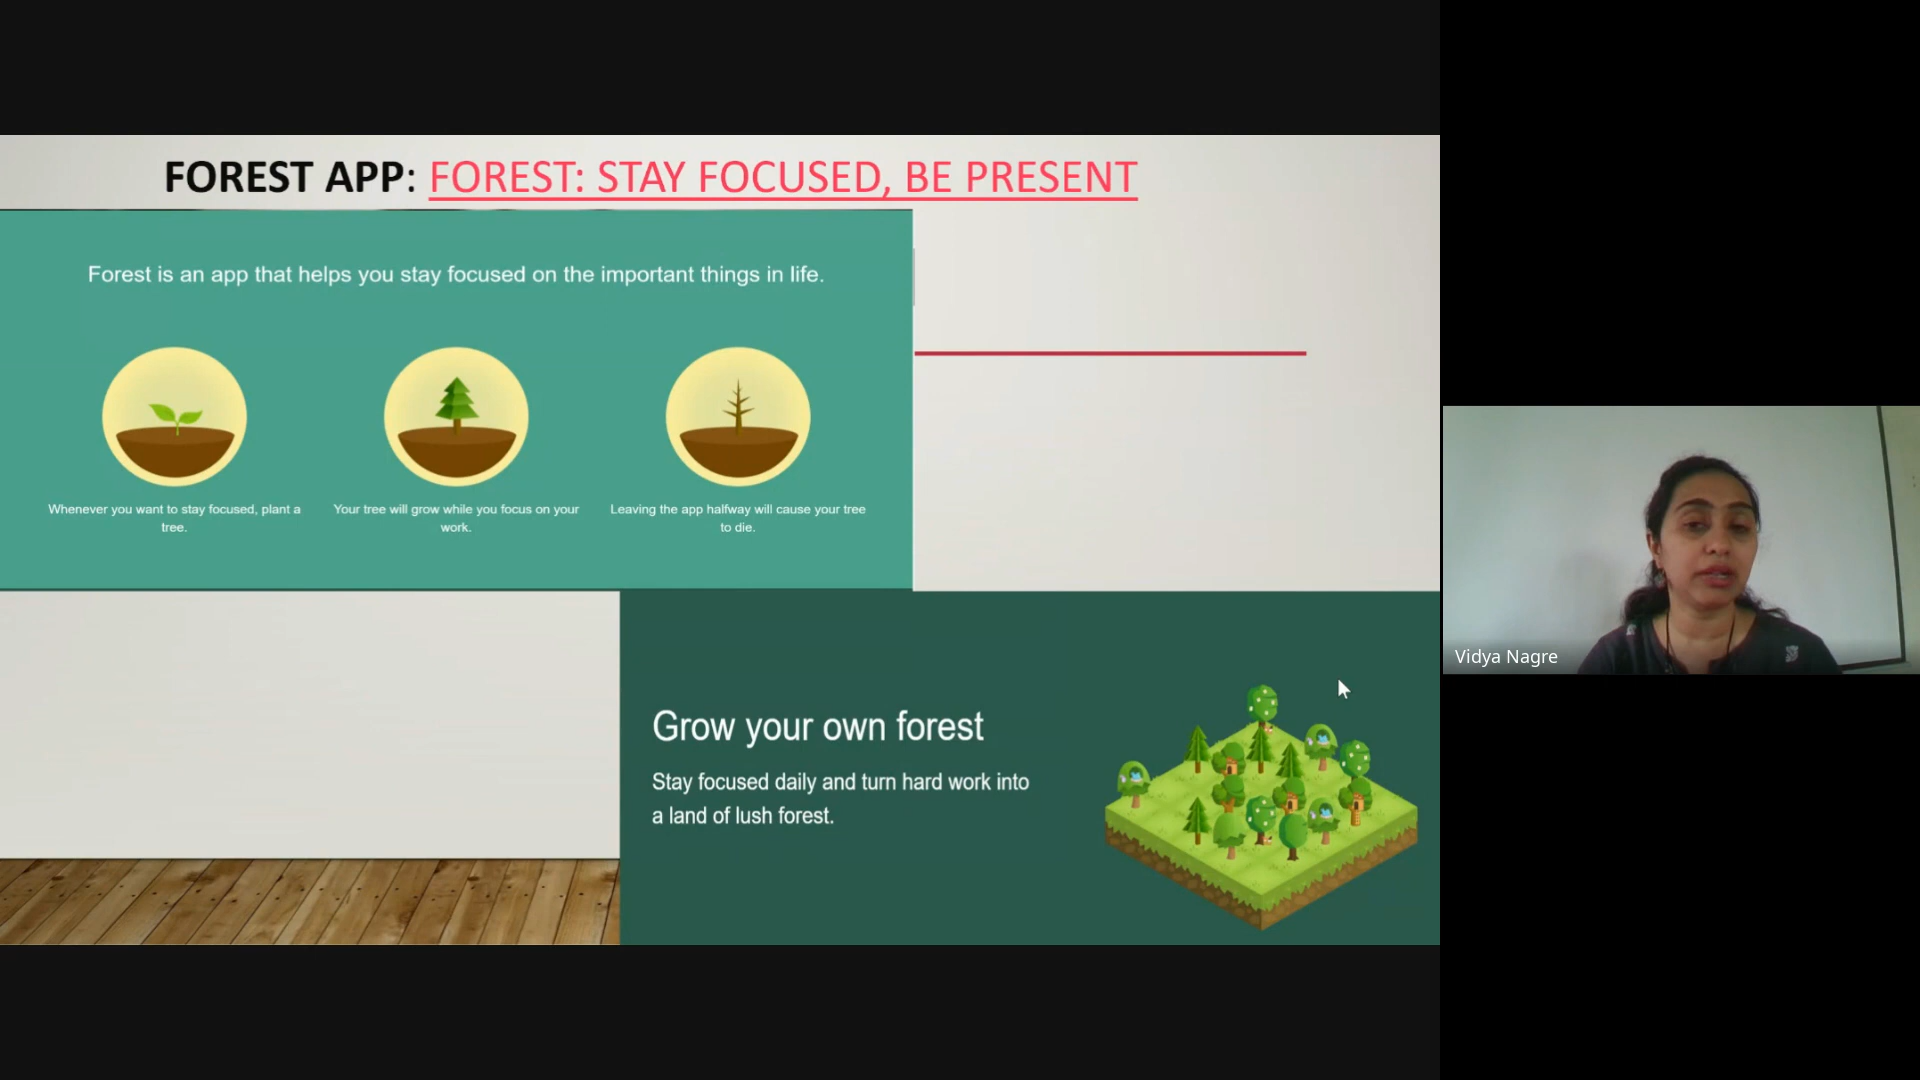 FOREST APP: FOREST: STAY FOCUSED, BE PRESENT
Forest is an app that helps you stay focused on the important things in life.
Whenever you want to stay focused, plant a
tree.
Your tree will grow while you focus on your
work.
Leaving the app halfway will cause your tree
to die.
Grow your own forest
Stay focused daily and turn hard work into
a land of lush forest.
Vidya Nagre